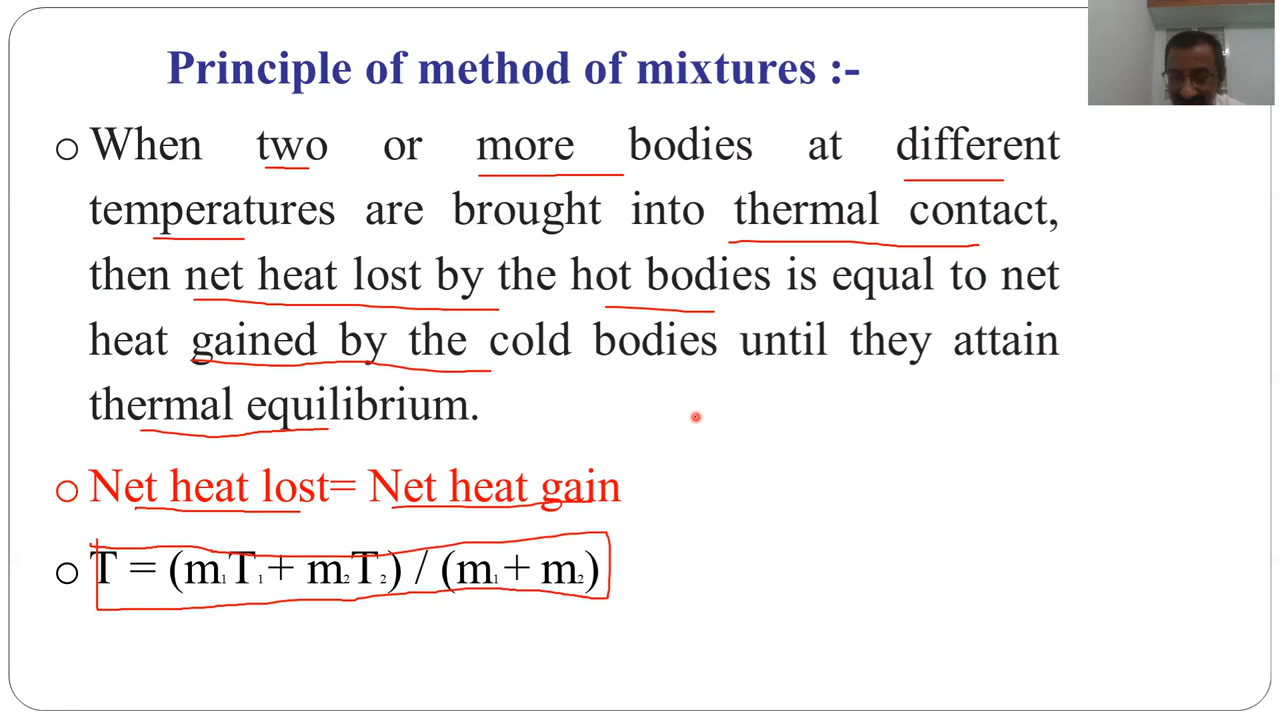 Principle of method of mixtures :-
o When two or more bodies at different
temperatures are brought into thermal contact,
then net heat lost by the hot bodies is equal to net
heat gained by the cold bodies until they attain
thermal equilibrium.
o Net heat lost= Net heat gain
o T = (m₁T₁+ m₂T₂) / (m₁+ m₂)